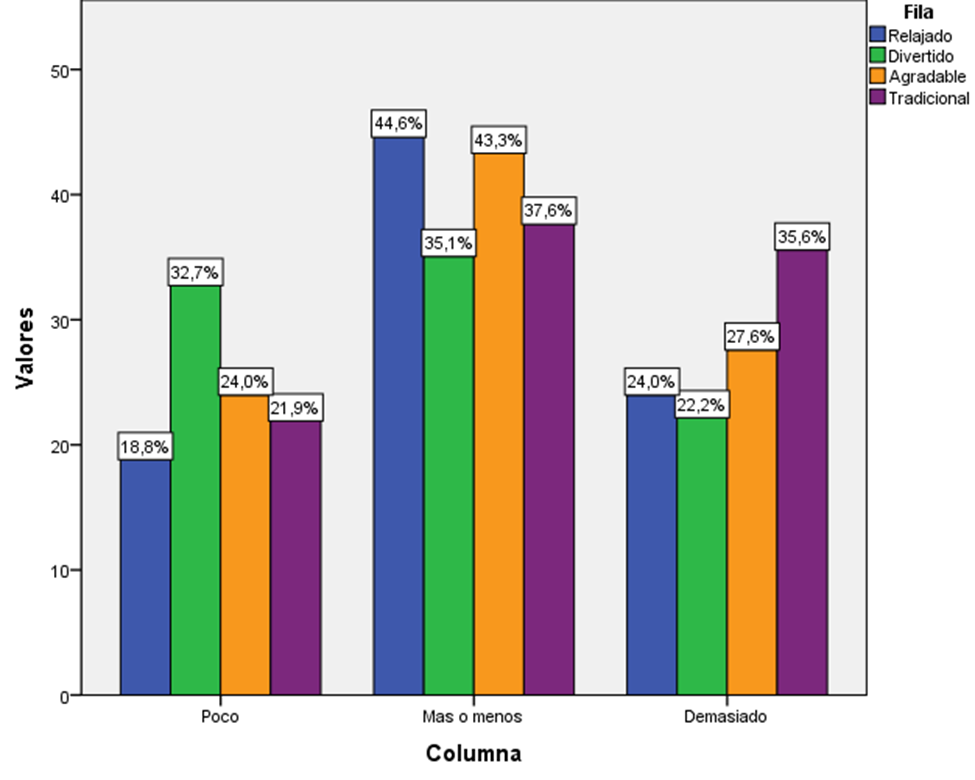 Fila
Relajado
Divertido
Agradable
Tradicional
Valores
50
40
30
20
10
0
18,8%
32,7%
24,0%
21,9%
44,6%
35,1%
43,3%
37,6%
24,0%
22,2%
27,6%
35,6%
Poco
Mas o menos
Demasiado
Columna